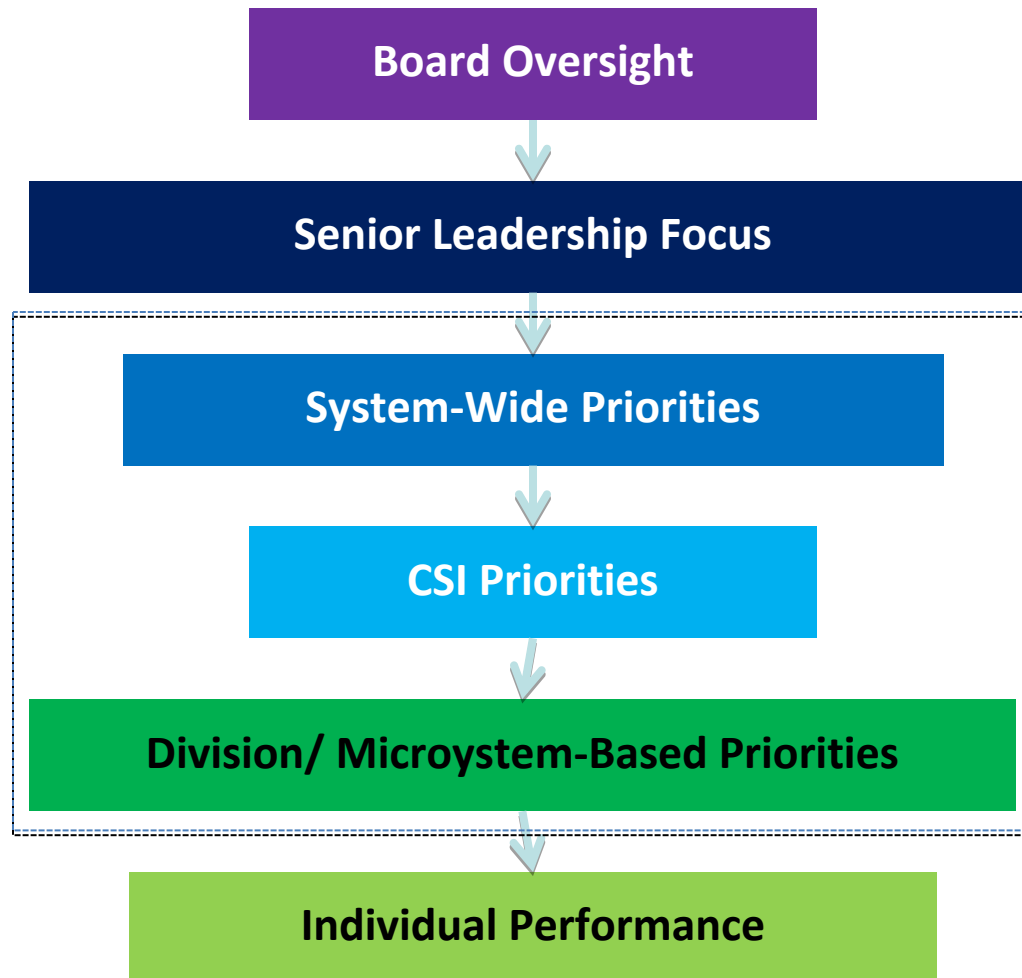 Board Oversight
Senior Leadership Focus
System-Wide Priorities
CSI Priorities
Division/ Microystem-Based Priorities
Individual Performance